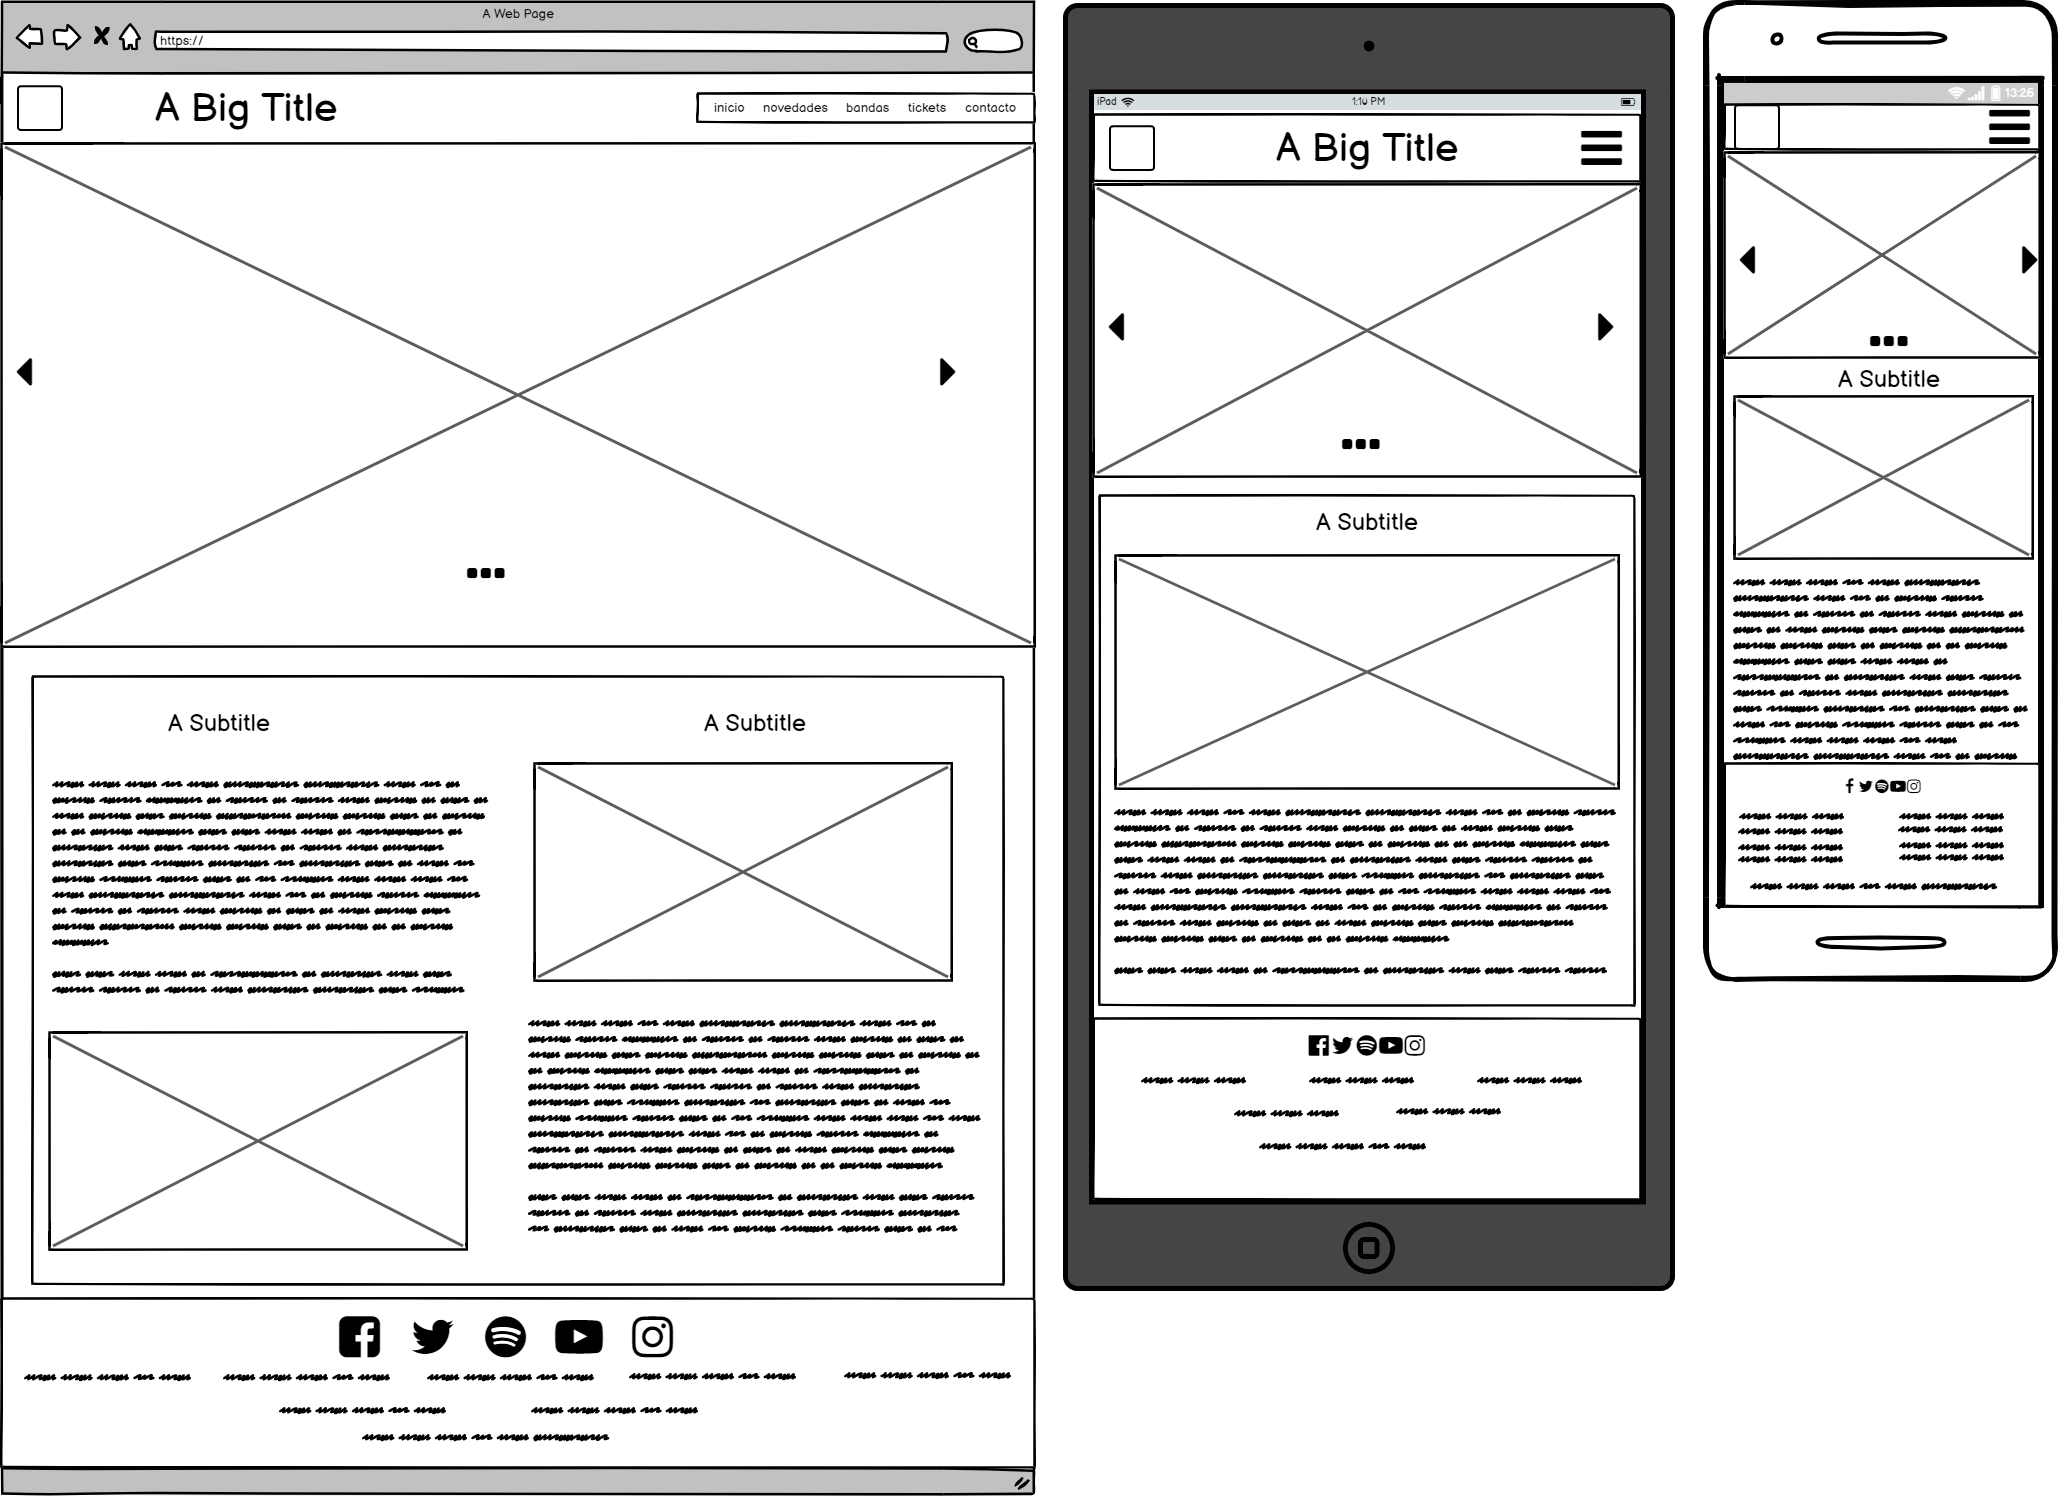 A Web Page
https://
A Big Title
inicio novedades bandas tickets contacto
A Subtitle
A Subtitle
iPad 1:10 PM
A Big Title
A Subtitle
13:26
A Subtitle